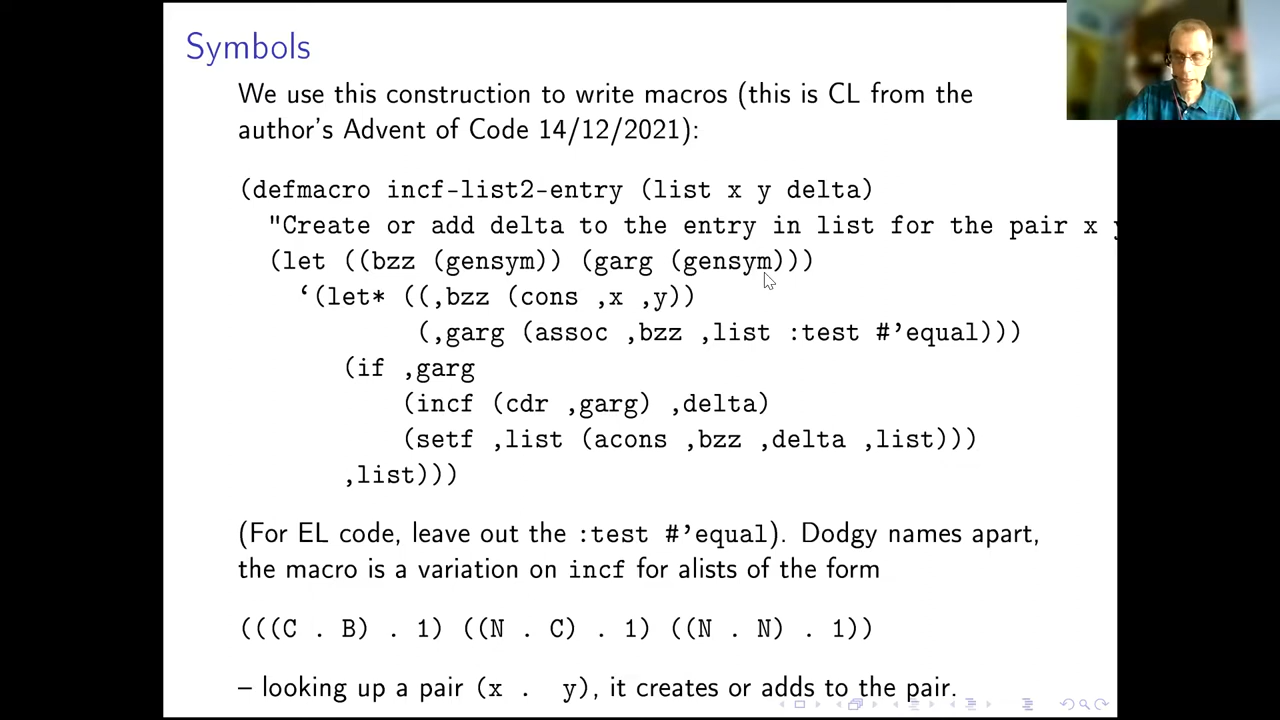 Symbols
We use this construction to write macros (this is CL from the
author's Advent of Code 14/12/2021):
(defmacro incf-list2-entry (list x y delta)
"Create or add delta to the entry in list for the pair x y
(let ((bzz (gensym)) (garg (gensym)))
‘(let* ((,bzz (cons ,x ,y))
(,garg (assoc ,bzz ,list :test #’equal)))
(if ,garg
(incf (cdr ,garg) ,delta)
(setf ,list (acons ,bzz ,delta ,list)))
,list)))
(For EL code, leave out the :test #’equal). Dodgy names apart,
the macro is a variation on incf for alists of the form
(((C . B) . 1) ((N . C) . 1) ((N . N) . 1))
– looking up a pair (x . y), it creates or adds to the pair.